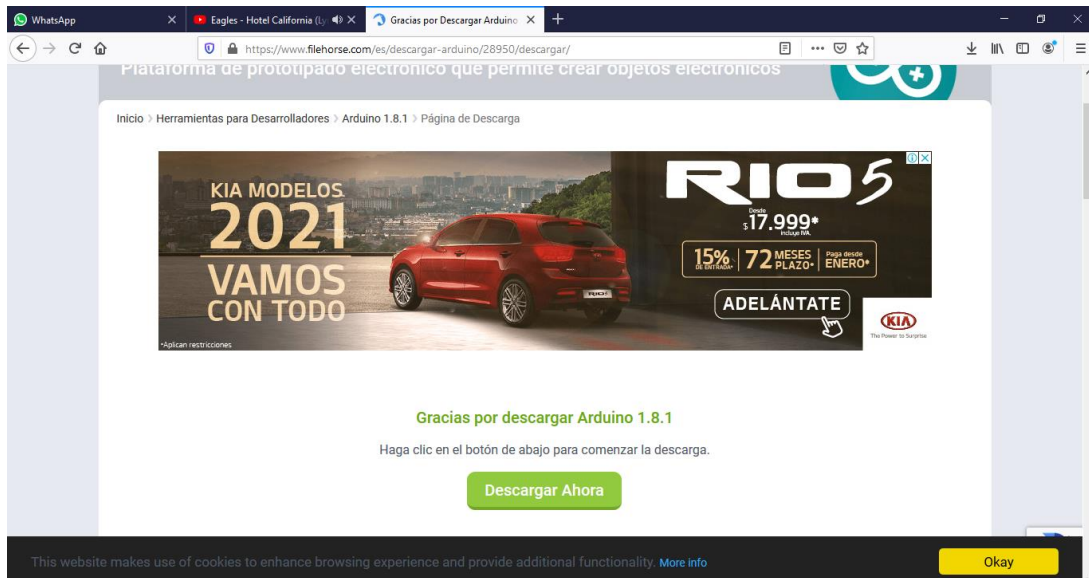 WhatsApp
Eagles - Hotel California (Ly
Gracias por Descargar Arduino
https://www.filehorse.com/es/descargar-arduino/28950/descargar/
Plataforma de prototipado electrónico que permite crear objetos electrónicos
Inicio > Herramientas para Desarrolladores > Arduino 1.8.1 > Página de Descarga
KIA MODELOS
2021
VAMOS
CON TODO
*Aplican restricciones
RIO 5
Desde
$17.999*
Incluye IVA.
15% DE ENTRADA* 72 MESES PLAZO* Paga desde ENERO*
ADELÁNTATE
KIA
The Power to Surprise
RIO5
Gracias por descargar Arduino 1.8.1
Haga clic en el botón de abajo para comenzar la descarga.
Descargar Ahora
This website makes use of cookies to enhance browsing experience and provide additional functionality. More info
Okay